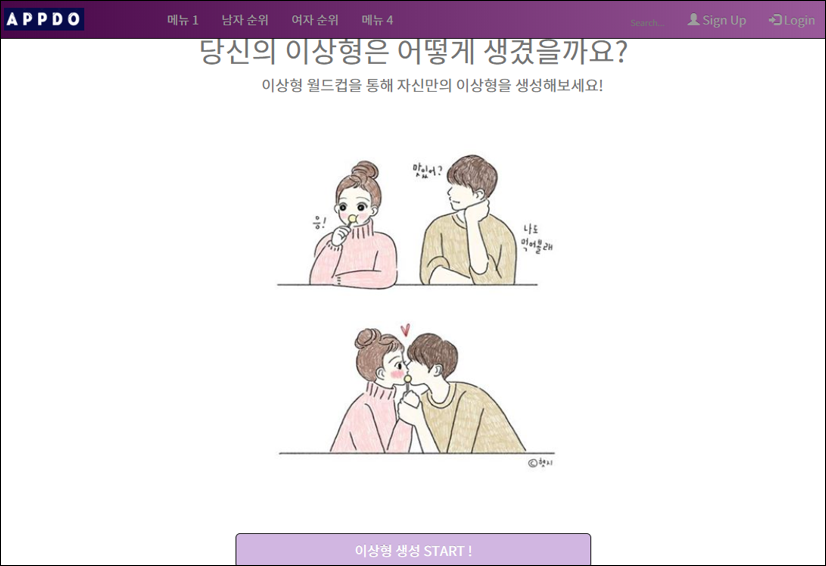 APPDO 메뉴 1 남자 순위 여자 순위 메뉴 4 Search... Sign Up Login
당신의 이상형은 어떻게 생겼을까요?
이상형 월드컵을 통해 자신만의 이상형을 생성해보세요!
맛있어?
응!
나도
먹어볼래
이상형 생성 START !